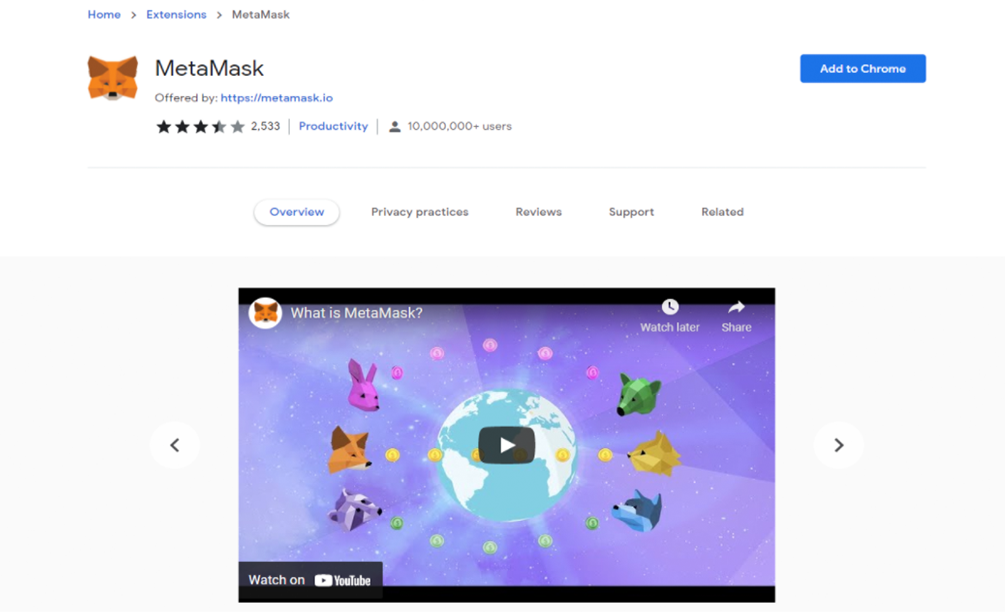 Home > Extensions > MetaMask
MetaMask
Add to Chrome
Offered by: https://metamask.io
2,533 | Productivity | 10,000,000+ users
Overview Privacy practices Reviews Support Related
What is MetaMask?
Watch later Share
Watch on YouTube